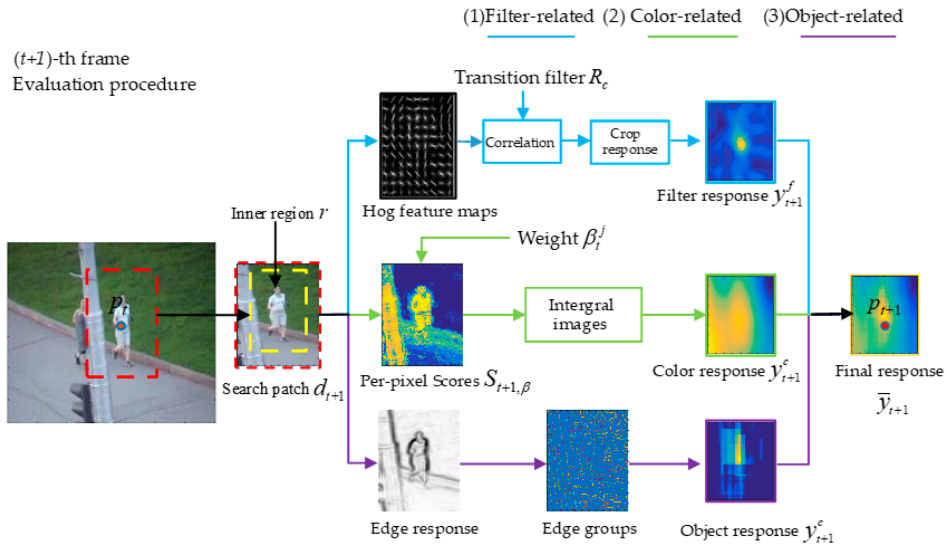 (1)Filter-related (2) Color-related (3)Object-related
(t+1)-th frame
Evaluation procedure
Transition filter R_c
Correlation
Crop
response
Hog feature maps
Filter response y^f_{t+1}
Inner region r
Weight β^j_t
p_t
Intergral
images
p_{t+1}
Search patch d_{t+1}
Per-pixel Scores S_{t+1,β}
Color response y^c_{t+1}
Final response
y̅_{t+1}
Edge response
Edge groups
Object response y^e_{t+1}